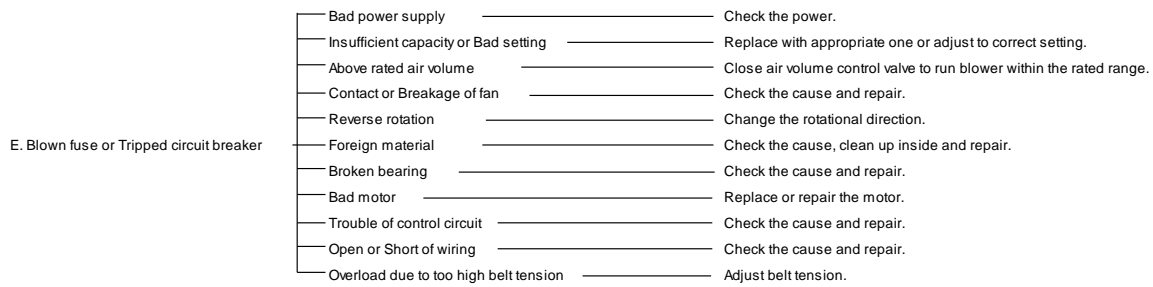 Bad power supply Check the power.
Insufficient capacity or Bad setting Replace with appropriate one or adjust to correct setting.
Above rated air volume Close air volume control valve to run blower within the rated range.
Contact or Breakage of fan Check the cause and repair.
Reverse rotation Change the rotational direction.
E. Blown fuse or Tripped circuit breaker Foreign material Check the cause, clean up inside and repair.
Broken bearing Check the cause and repair.
Bad motor Replace or repair the motor.
Trouble of control circuit Check the cause and repair.
Open or Short of wiring Check the cause and repair.
Overload due to too high belt tension Adjust belt tension.